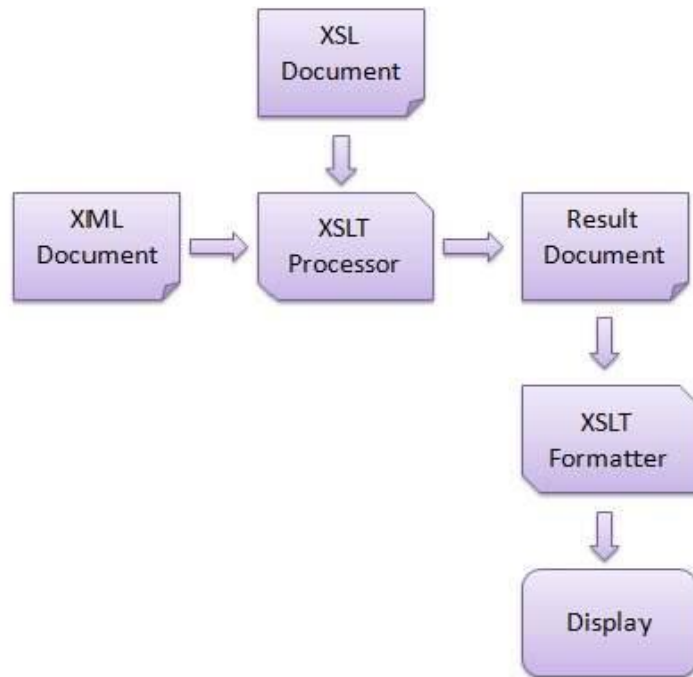 XSL
Document
XML
Document
XSLT
Processor
Result
Document
XSLT
Formatter
Display